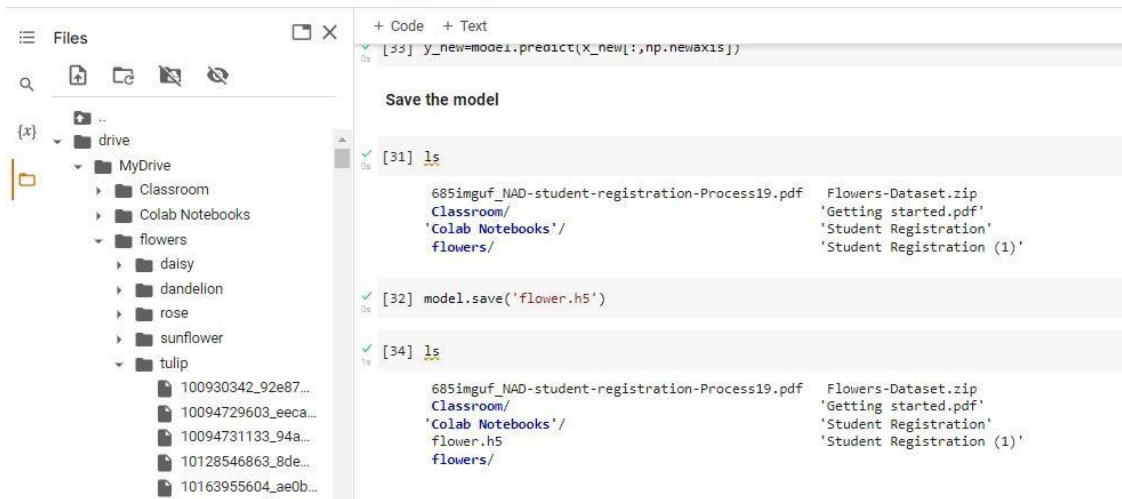 Files
{x}
..
drive
MyDrive
Classroom
Colab Notebooks
flowers
daisy
dandelion
rose
sunflower
tulip
100930342_92e87...
10094729603_eeca...
10094731133_94a...
10128546863_8de...
10163955604_ae0b...
+ Code + Text
0s [33] y_new=model.predict(x_new[:,np.newaxis])
Save the model
0s [31] ls
685imguf_NAD-student-registration-Process19.pdf Flowers-Dataset.zip
Classroom/ 'Getting started.pdf'
'Colab Notebooks'/ 'Student Registration'
flowers/ 'Student Registration (1)'
0s [32] model.save('flower.h5')
1s [34] ls
685imguf_NAD-student-registration-Process19.pdf Flowers-Dataset.zip
Classroom/ 'Getting started.pdf'
'Colab Notebooks'/ 'Student Registration'
flower.h5 'Student Registration (1)'
flowers/